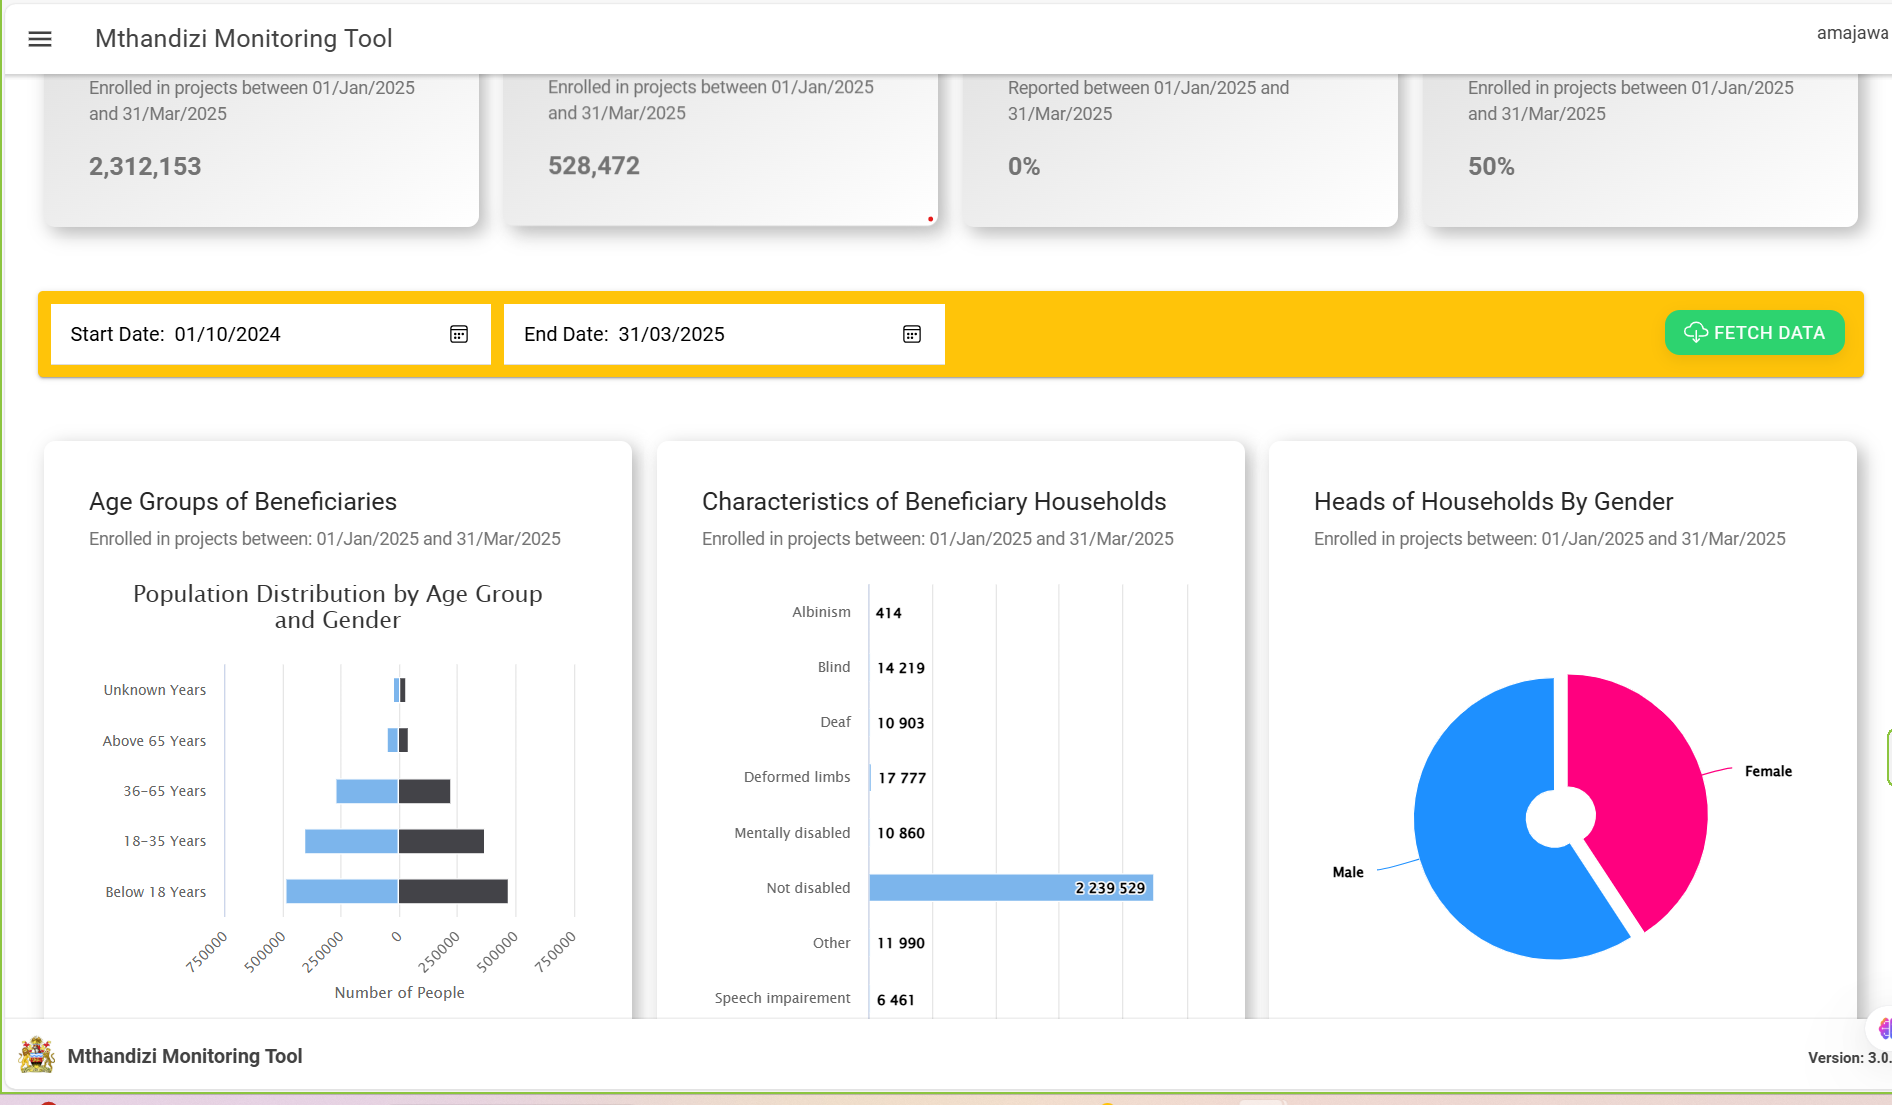 Mthandizi Monitoring Tool
amajawa
Enrolled in projects between 01/Jan/2025
and 31/Mar/2025
2,312,153
Enrolled in projects between 01/Jan/2025
and 31/Mar/2025
528,472
Reported between 01/Jan/2025 and
31/Mar/2025
0%
Enrolled in projects between 01/Jan/2025
and 31/Mar/2025
50%
Start Date: 01/10/2024
End Date: 31/03/2025
FETCH DATA
Age Groups of Beneficiaries
Enrolled in projects between: 01/Jan/2025 and 31/Mar/2025
Population Distribution by Age Group
and Gender
Unknown Years
Above 65 Years
36-65 Years
18-35 Years
Below 18 Years
750000
500000
250000
0
250000
500000
750000
Number of People
Characteristics of Beneficiary Households
Enrolled in projects between: 01/Jan/2025 and 31/Mar/2025
Albinism 414
Blind 14 219
Deaf 10 903
Deformed limbs 17 777
Mentally disabled 10 860
Not disabled 2 239 529
Other 11 990
Speech impairement 6 461
Heads of Households By Gender
Enrolled in projects between: 01/Jan/2025 and 31/Mar/2025
Female
Male
Mthandizi Monitoring Tool
Version: 3.0.